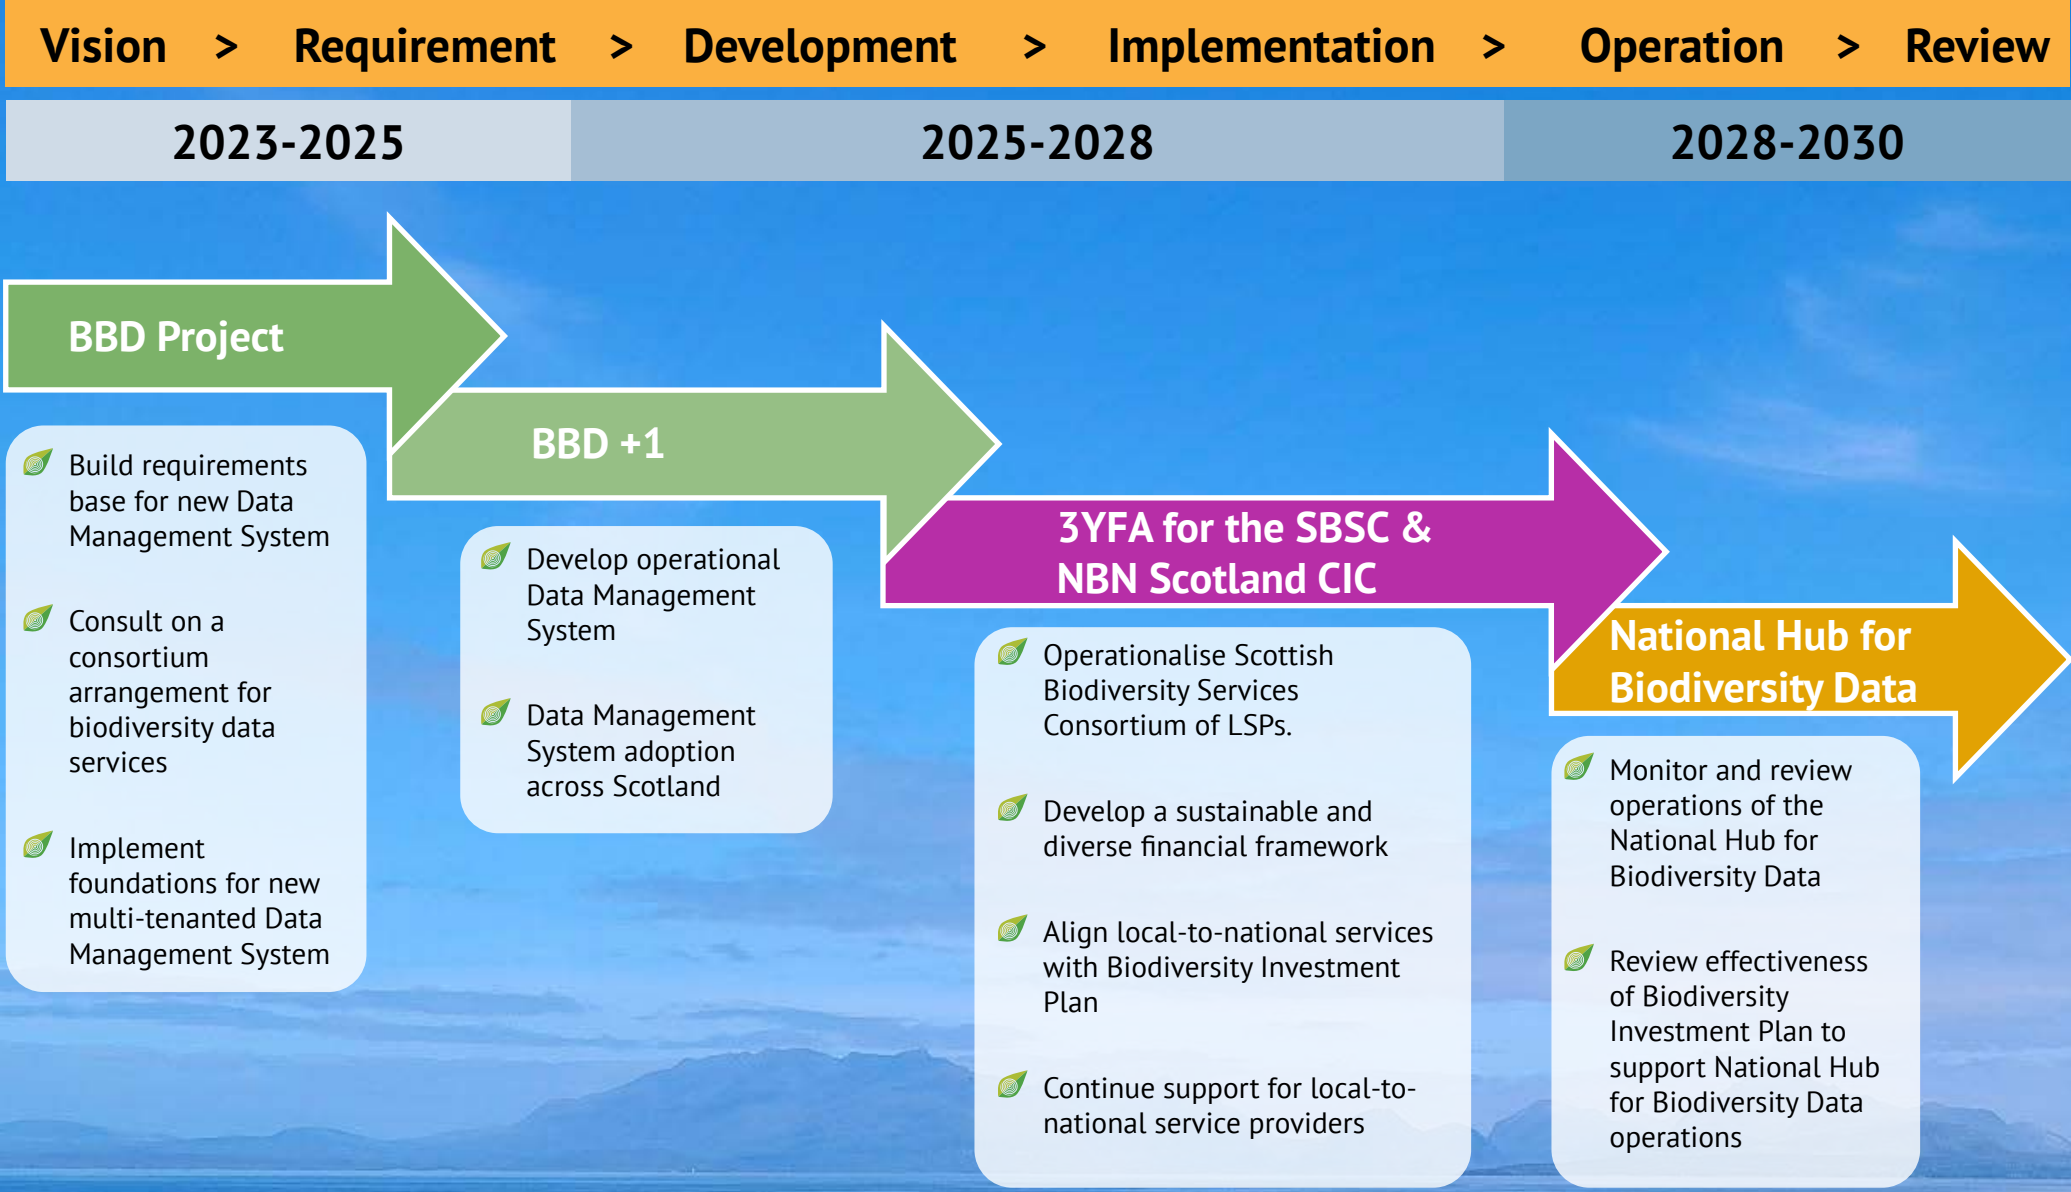 Vision > Requirement > Development > Implementation > Operation > Review
2023-2025 2025-2028 2028-2030
BBD Project
Build requirements
base for new Data
Management System
Consult on a
consortium
arrangement for
biodiversity data
services
Implement
foundations for new
multi-tenanted Data
Management System
BBD +1
Develop operational
Data Management
System
Data Management
System adoption
across Scotland
3YFA for the SBSC &
NBN Scotland CIC
Operationalise Scottish
Biodiversity Services
Consortium of LSPs.
Develop a sustainable and
diverse financial framework
Align local-to-national services
with Biodiversity Investment
Plan
Continue support for local-to-
national service providers
National Hub for
Biodiversity Data
Monitor and review
operations of the
National Hub for
Biodiversity Data
Review effectiveness
of Biodiversity
Investment Plan to
support National Hub
for Biodiversity Data
operations